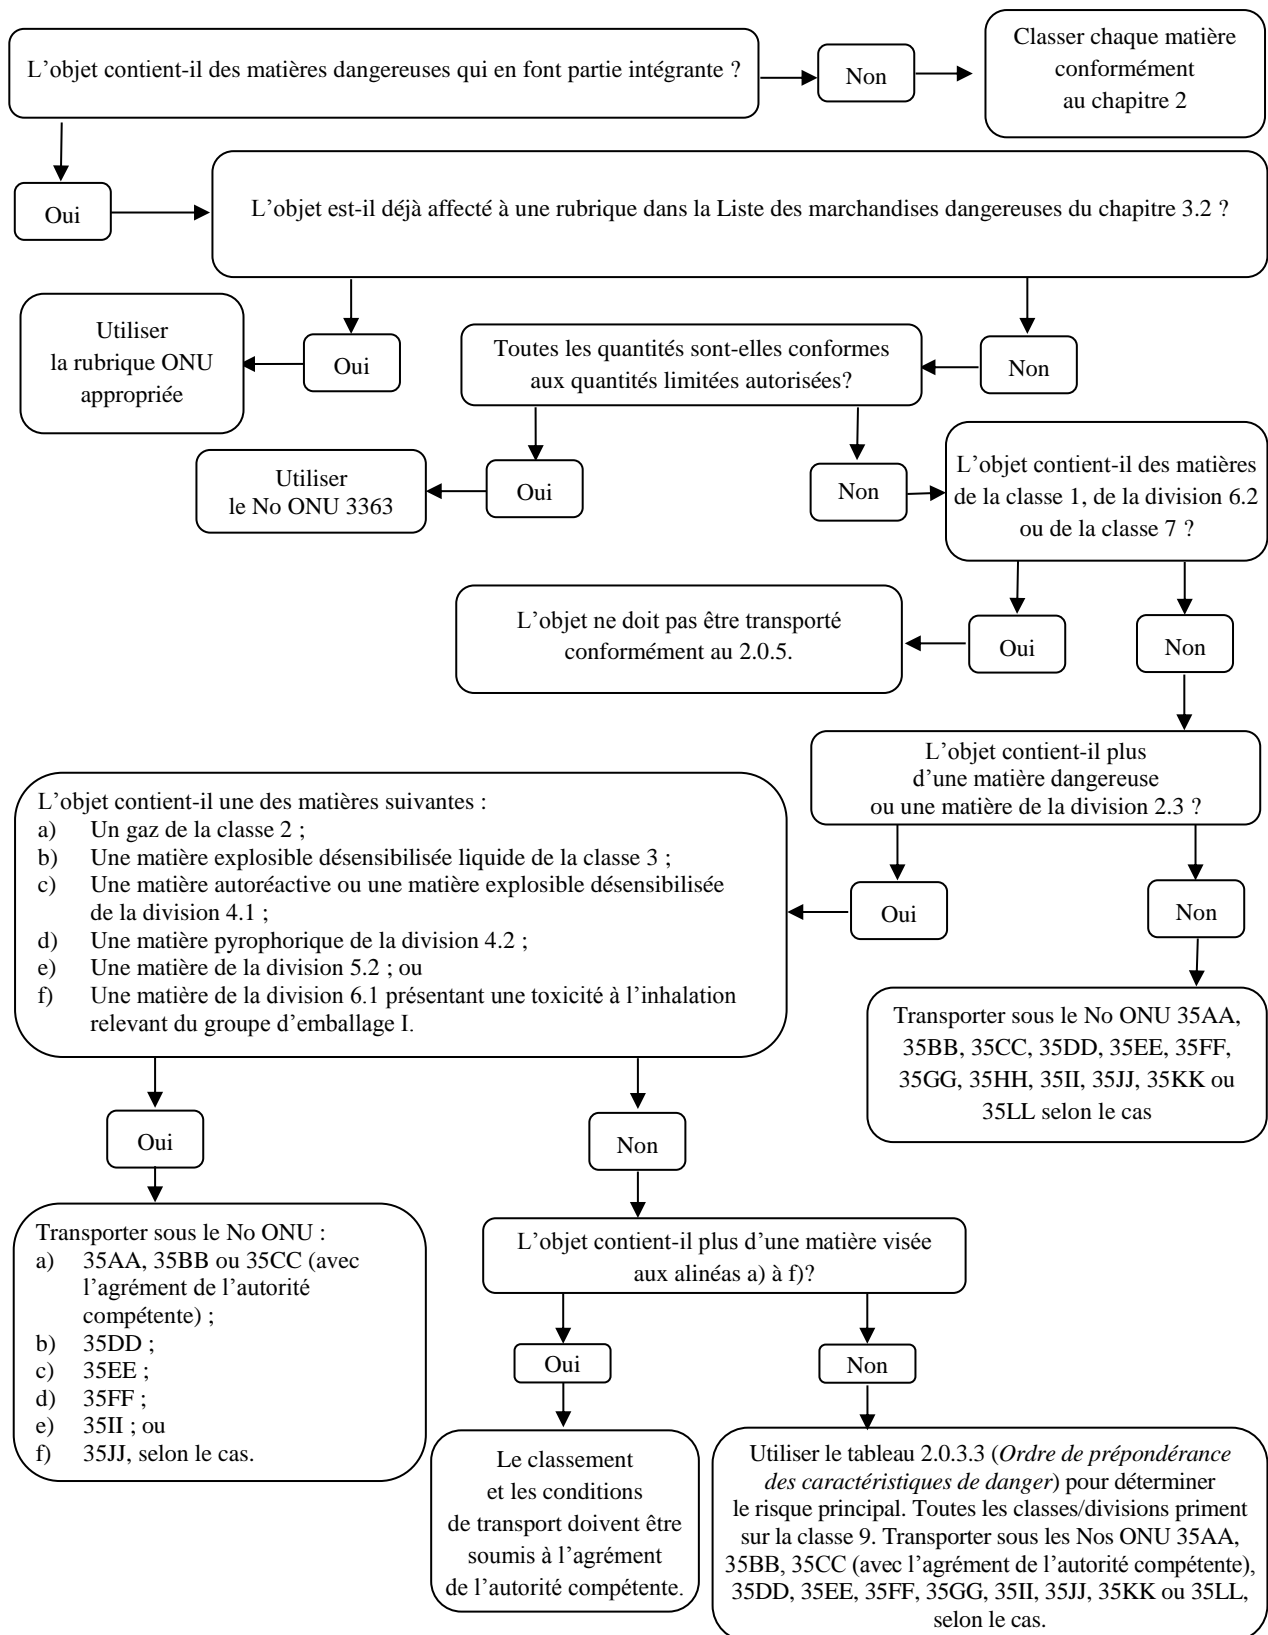 L'objet contient-il des matières dangereuses qui en font partie intégrante ?
Non
Classer chaque matière
conformément
au chapitre 2
Oui
L'objet est-il déjà affecté à une rubrique dans la Liste des marchandises dangereuses du chapitre 3.2 ?
Utiliser
la rubrique ONU
appropriée
Oui
Toutes les quantités sont-elles conformes
aux quantités limitées autorisées?
Non
Utiliser
le No ONU 3363
Oui
Non
L'objet contient-il des matières
de la classe 1, de la division 6.2
ou de la classe 7 ?
L'objet ne doit pas être transporté
conformément au 2.0.5.
Oui
Non
L'objet contient-il plus
d'une matière dangereuse
ou une matière de la division 2.3 ?
L'objet contient-il une des matières suivantes :
a) Un gaz de la classe 2 ;
b) Une matière explosible désensibilisée liquide de la classe 3 ;
c) Une matière autoréactive ou une matière explosible désensibilisée
de la division 4.1 ;
d) Une matière pyrophorique de la division 4.2 ;
e) Une matière de la division 5.2 ; ou
f) Une matière de la division 6.1 présentant une toxicité à l'inhalation
relevant du groupe d'emballage I.
Oui
Non
Transporter sous le No ONU 35AA,
35BB, 35CC, 35DD, 35EE, 35FF,
35GG, 35HH, 35II, 35JJ, 35KK ou
35LL selon le cas
Oui
Non
Transporter sous le No ONU :
a) 35AA, 35BB ou 35CC (avec
l'agrément de l'autorité
compétente) ;
b) 35DD ;
c) 35EE ;
d) 35FF ;
e) 35II ; ou
f) 35JJ, selon le cas.
L'objet contient-il plus d'une matière visée
aux alinéas a) à f)?
Oui
Non
Le classement
et les conditions
de transport doivent être
soumis à l'agrément
de l'autorité compétente.
Utiliser le tableau 2.0.3.3 (Ordre de prépondérance
des caractéristiques de danger) pour déterminer
le risque principal. Toutes les classes/divisions priment
sur la classe 9. Transporter sous les Nos ONU 35AA,
35BB, 35CC (avec l'agrément de l'autorité compétente),
35DD, 35EE, 35FF, 35GG, 35II, 35JJ, 35KK ou 35LL,
selon le cas.